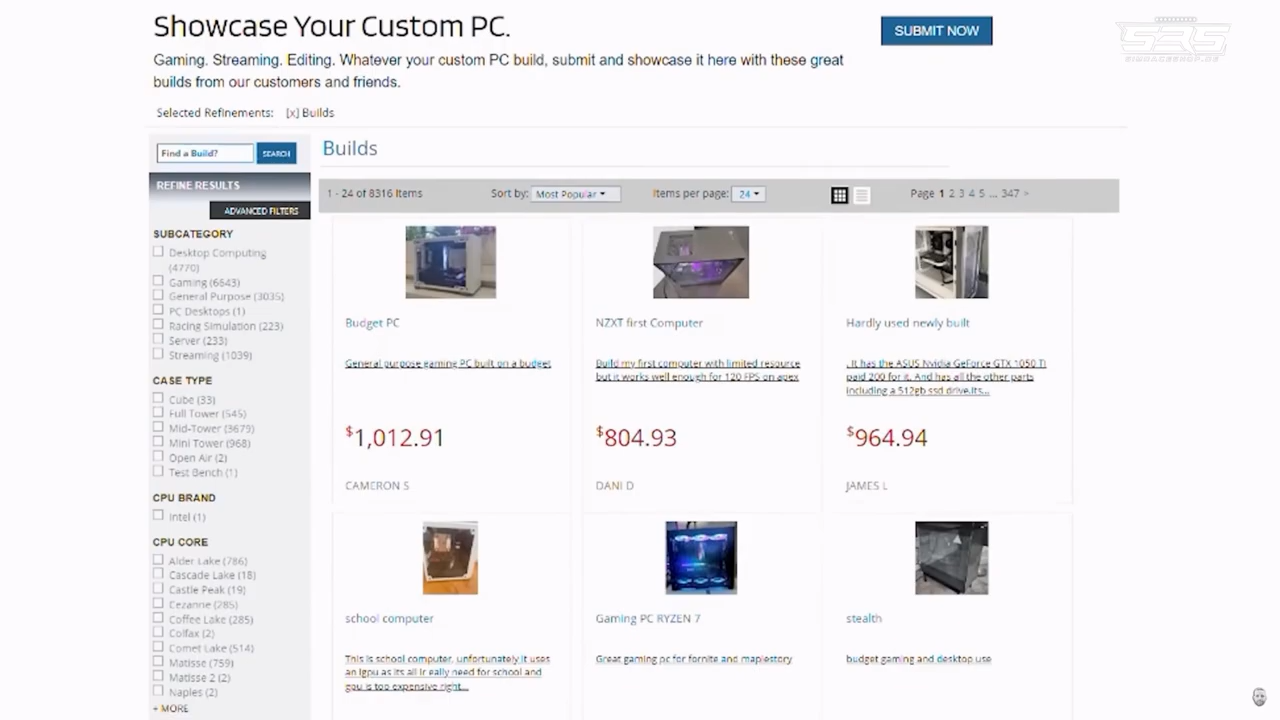 Showcase Your Custom PC.
SUBMIT NOW
Gaming. Streaming. Editing. Whatever your custom PC build, submit and showcase it here with these great
builds from our customers and friends.
Selected Refinements: [x] Builds
Find a Build?
SEARCH
REFINE RESULTS
ADVANCED FILTERS
SUBCATEGORY
Desktop Computing
(4770)
Gaming (6643)
General Purpose (3035)
PC Desktops (1)
Racing Simulation (223)
Server (233)
Streaming (1039)
CASE TYPE
Cube (33)
Full Tower (545)
Mid-Tower (3679)
Mini Tower (968)
Open Air (2)
Test Bench (1)
CPU BRAND
Intel (1)
CPU CORE
Alder Lake (786)
Cascade Lake (18)
Castle Peak (19)
Cezanne (285)
Coffee Lake (285)
Colfax (2)
Comet Lake (514)
Matisse (759)
Matisse 2 (2)
Naples (2)
+ MORE
Builds
1 - 24 of 8316 Items
Sort by: Most Popular
Items per page: 24
Page 1 2 3 4 5 ... 347 >
Budget PC
General purpose gaming PC built on a budget
$1,012.91
CAMERON S
NZXT first Computer
Build my first computer with limited resource
but it works well enough for 120 FPS on apex
$804.93
DANI D
Hardly used newly built
. It has the ASUS Nvidia GeForce GTX 1050 Ti
paid 200 for it. And has all the other parts
including a 512gb ssd drive.Its...
$964.94
JAMES L
school computer
This is school computer, unfortunately it uses
an igpu as its all ir eally need for school and
gpu is too expensive right...
Gaming PC RYZEN 7
Great gaming pc for fornite and maplestory
stealth
budget gaming and desktop use